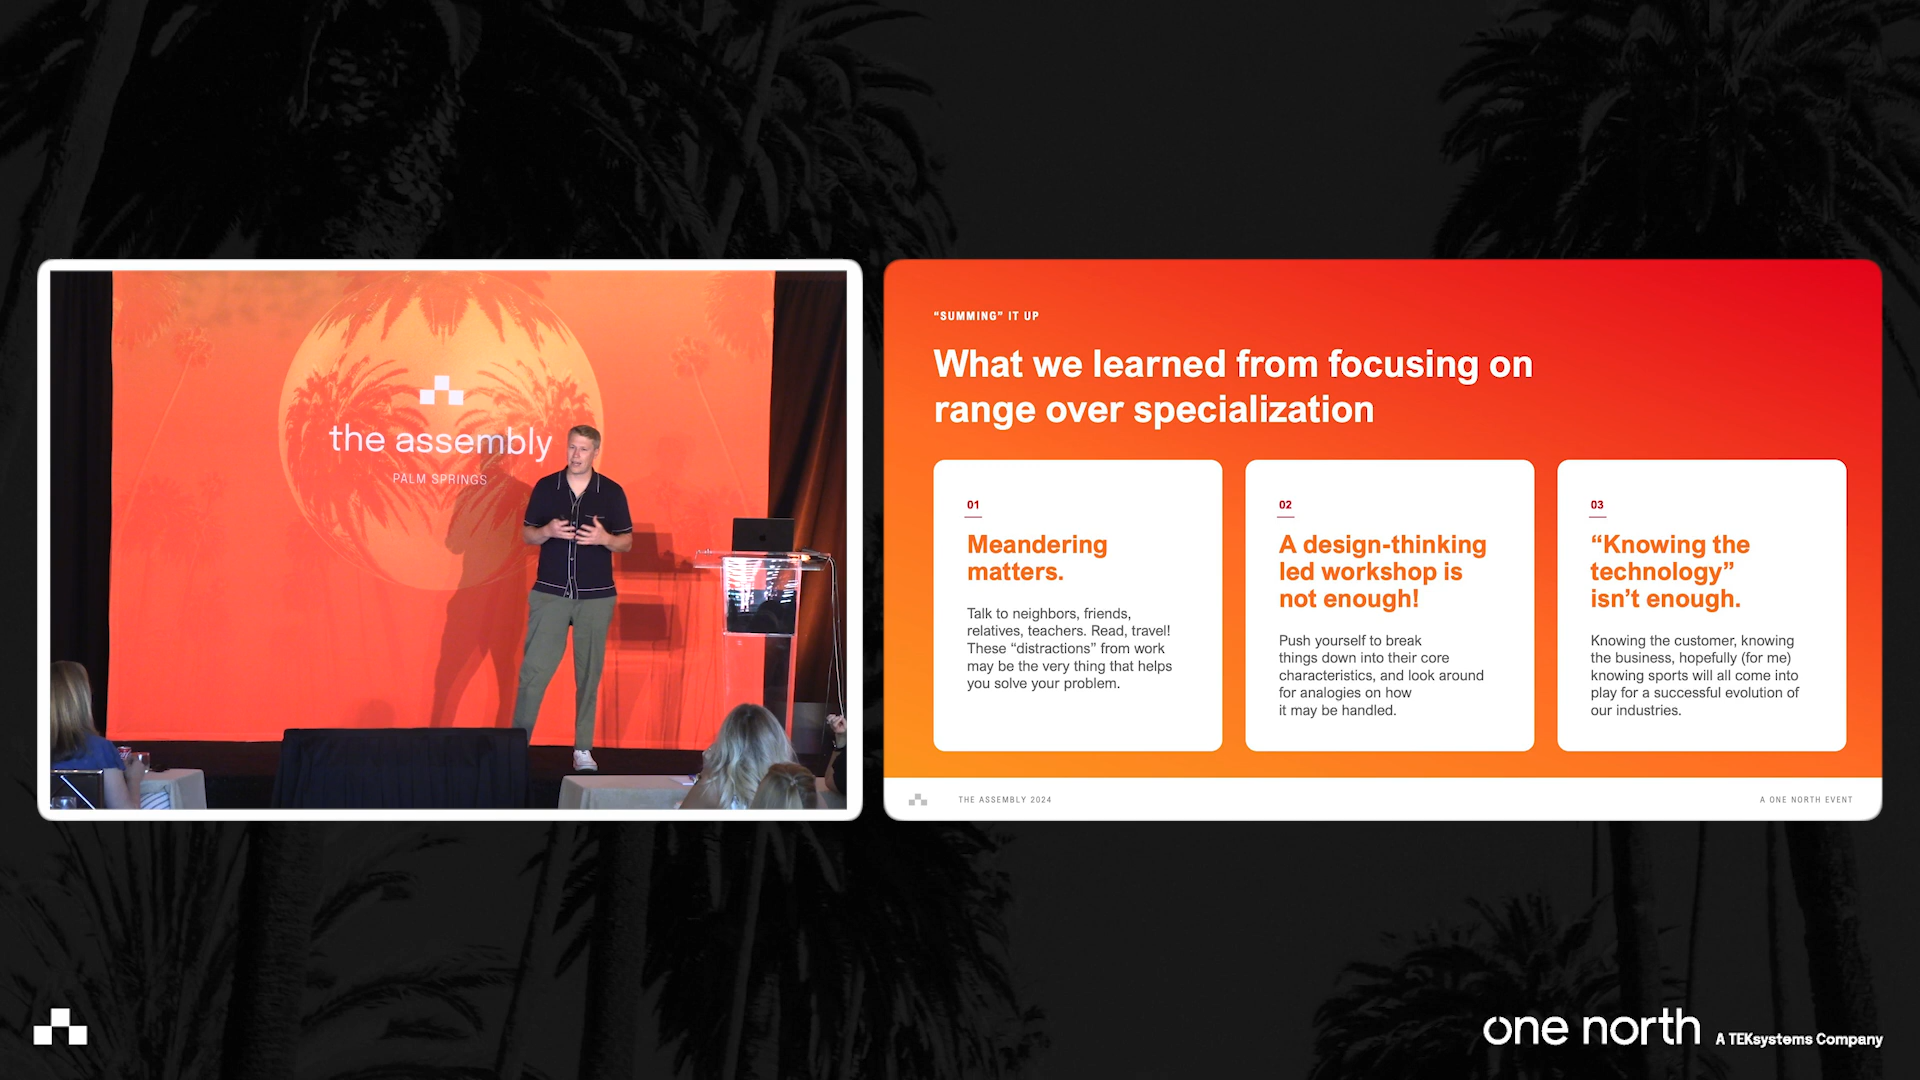 the assembly
PALM SPRINGS
“SUMMING” IT UP
What we learned from focusing on
range over specialization
01
Meandering
matters.
Talk to neighbors, friends,
relatives, teachers. Read, travel!
These “distractions” from work
may be the very thing that helps
you solve your problem.
02
A design-thinking
led workshop is
not enough!
Push yourself to break
things down into their core
characteristics, and look around
for analogies on how
it may be handled.
03
“Knowing the
technology”
isn’t enough.
Knowing the customer, knowing
the business, hopefully (for me)
knowing sports will all come into
play for a successful evolution of
our industries.
THE ASSEMBLY 2024
A ONE NORTH EVENT
one north A TEKsystems Company